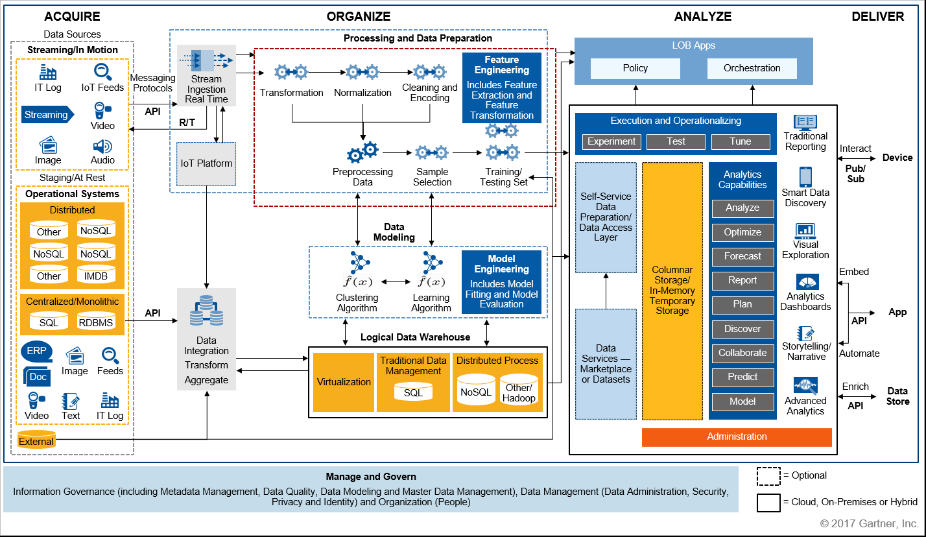 ACQUIRE
ORGANIZE
ANALYZE
DELIVER
Data Sources
Streaming/In Motion
IT Log
IoT Feeds
Streaming
Video
Image
Audio
Staging/At Rest
Operational Systems
Distributed
Other
NoSQL
NoSQL
NoSQL
Other
IMDB
Centralized/Monolithic
SQL
RDBMS
ERP
Doc
Image
Feeds
Video
Text
IT Log
External
Messaging
Protocols
API
R/T
API
Processing and Data Preparation
Stream
Ingestion
Real Time
IoT Platform
Data
Integration
Transform
Aggregate
Transformation
Normalization
Cleaning and
Encoding
Feature
Engineering
Includes Feature
Extraction and
Feature
Transformation
Preprocessing
Data
Sample
Selection
Training/
Testing Set
Data
Modeling
f̂(x)
f̂(x)
Clustering
Algorithm
Learning
Algorithm
Model
Engineering
Includes Model
Fitting and Model
Evaluation
Logical Data Warehouse
Virtualization
Traditional Data
Management
SQL
Distributed Process
NoSQL
Other/
Hadoop
LOB Apps
Policy
Orchestration
Execution and Operationalizing
Experiment
Test
Tune
Self-Service
Data
Preparation/
Data Access
Layer
Data
Services —
Marketplace
or Datasets
Columnar
Storage/
In-Memory
Temporary
Storage
Analytics
Capabilities
Analyze
Optimize
Forecast
Report
Plan
Discover
Collaborate
Predict
Model
Administration
Traditional
Reporting
Smart Data
Discovery
Visual
Exploration
Analytics
Dashboards
Storytelling/
Narrative
Advanced
Analytics
Interact
Pub/
Sub
Device
Embed
API
App
Automate
Enrich
API
Data
Store
Manage and Govern
Information Governance (including Metadata Management, Data Quality, Data Modeling and Master Data Management), Data Management (Data Administration, Security,
Privacy and Identity) and Organization (People)
= Optional
= Cloud, On-Premises or Hybrid
© 2017 Gartner, Inc.